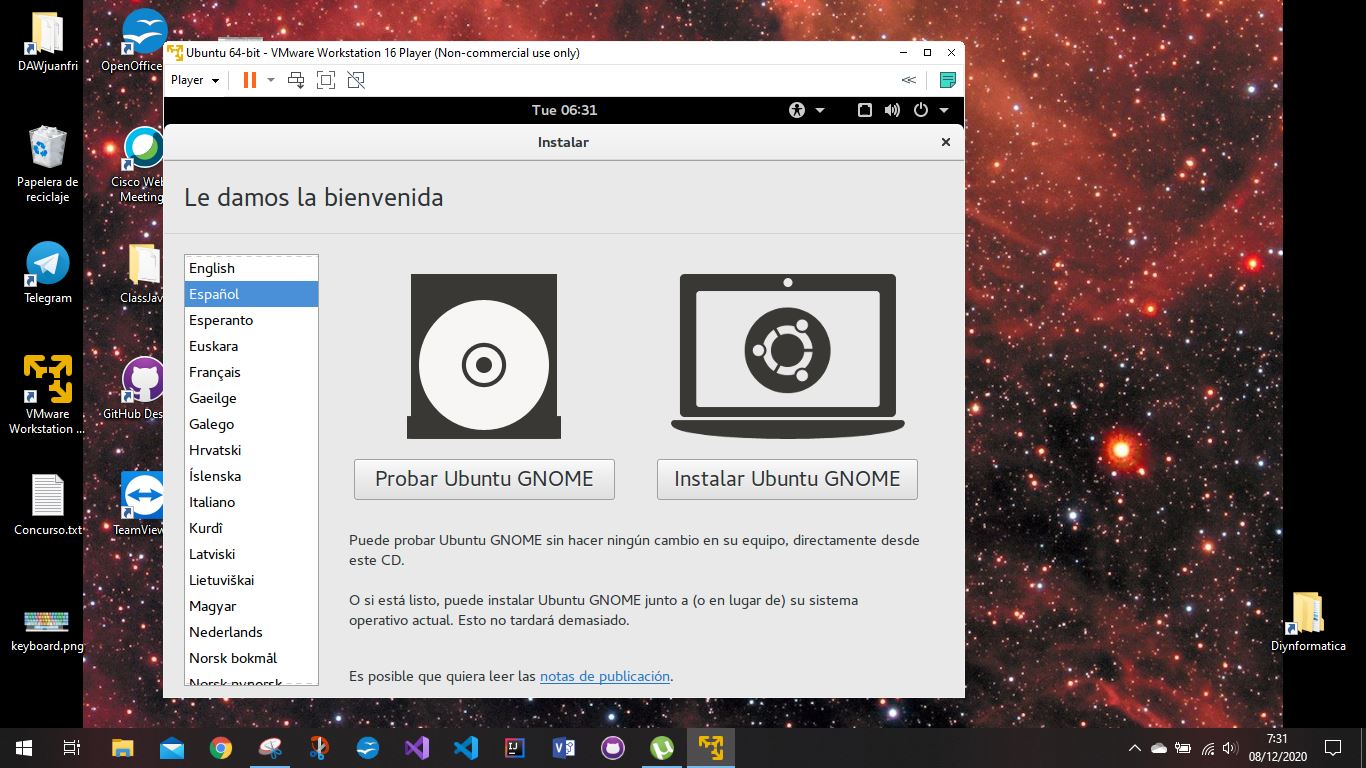 DAWjuanfri
OpenOffice
Papelera de
reciclaje
Cisco Web
Meeting
Telegram
ClassJav
VMware
Workstation ...
GitHub Des
Concurso.txt
TeamView
keyboard.png
Diynformatica
Ubuntu 64-bit - VMware Workstation 16 Player (Non-commercial use only)
Player
Tue 06:31
Instalar
Le damos la bienvenida
English
Español
Esperanto
Euskara
Français
Gaeilge
Galego
Hrvatski
Íslenska
Italiano
Kurdî
Latviski
Lietuviškai
Magyar
Nederlands
Norsk bokmål
Norsk nynorsk
Probar Ubuntu GNOME
Instalar Ubuntu GNOME
Puede probar Ubuntu GNOME sin hacer ningún cambio en su equipo, directamente desde
este CD.
O si está listo, puede instalar Ubuntu GNOME junto a (o en lugar de) su sistema
operativo actual. Esto no tardará demasiado.
Es posible que quiera leer las notas de publicación.
7:31
08/12/2020